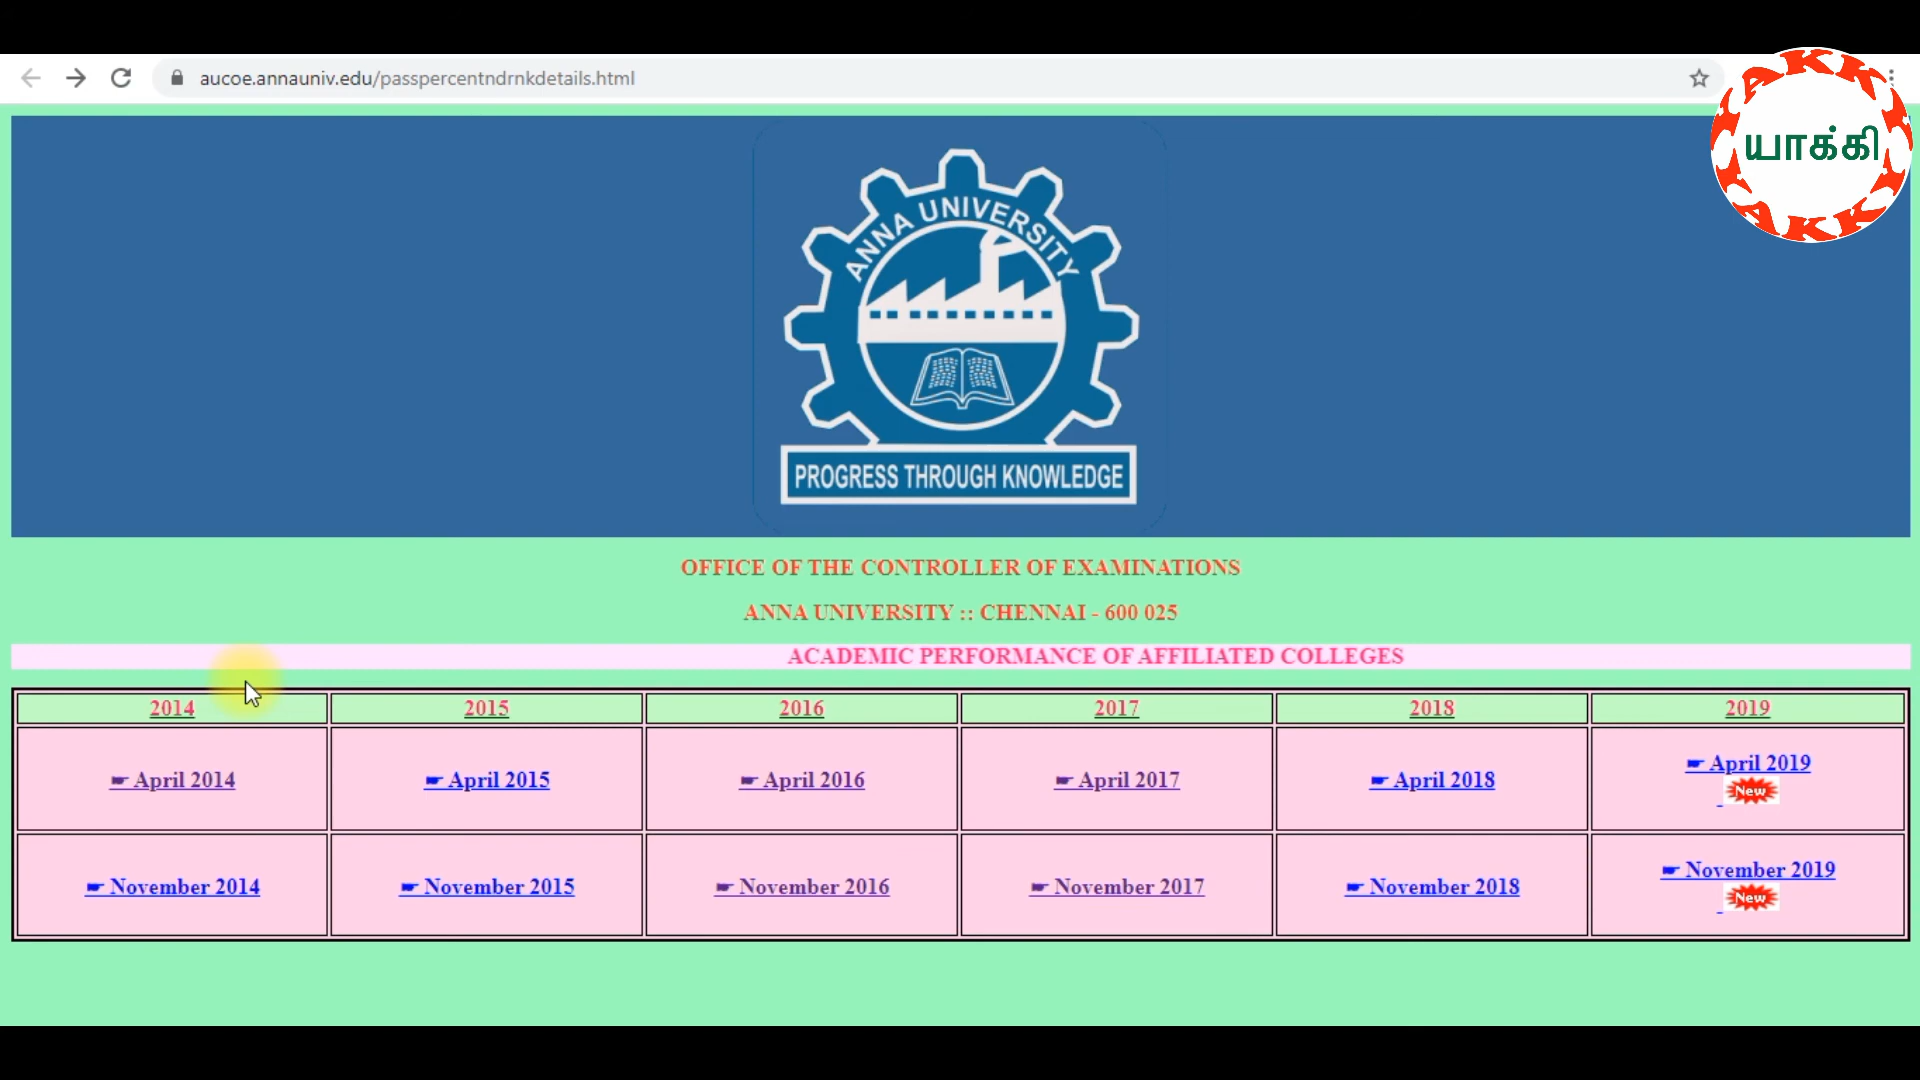 aucoe.annauniv.edu/passpercentndrnkdetails.html
YAKKI YAKKI
யாக்கி
ANNA UNIVERSITY
PROGRESS THROUGH KNOWLEDGE
OFFICE OF THE CONTROLLER OF EXAMINATIONS
ANNA UNIVERSITY :: CHENNAI - 600 025
ACADEMIC PERFORMANCE OF AFFILIATED COLLEGES
2014 2015 2016 2017 2018 2019
☛ April 2014 ☛ April 2015 ☛ April 2016 ☛ April 2017 ☛ April 2018 ☛ April 2019
New
☛ November 2014 ☛ November 2015 ☛ November 2016 ☛ November 2017 ☛ November 2018 ☛ November 2019
New